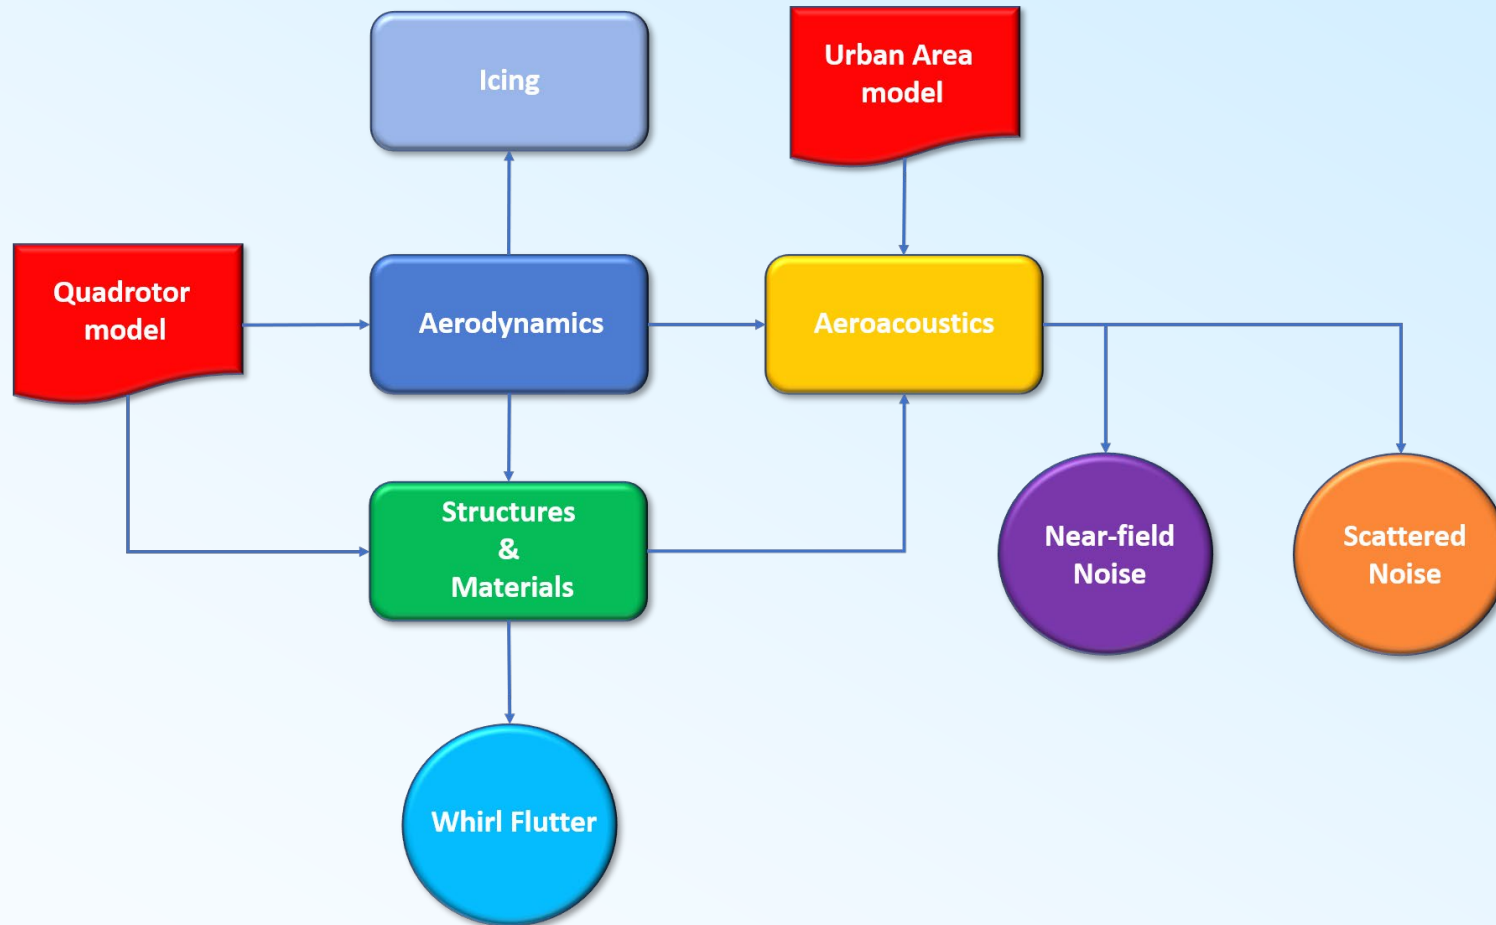 Icing
Urban Area
model
Quadrotor
model
Aerodynamics
Aeroacoustics
Structures
&
Materials
Near-field
Noise
Scattered
Noise
Whirl Flutter